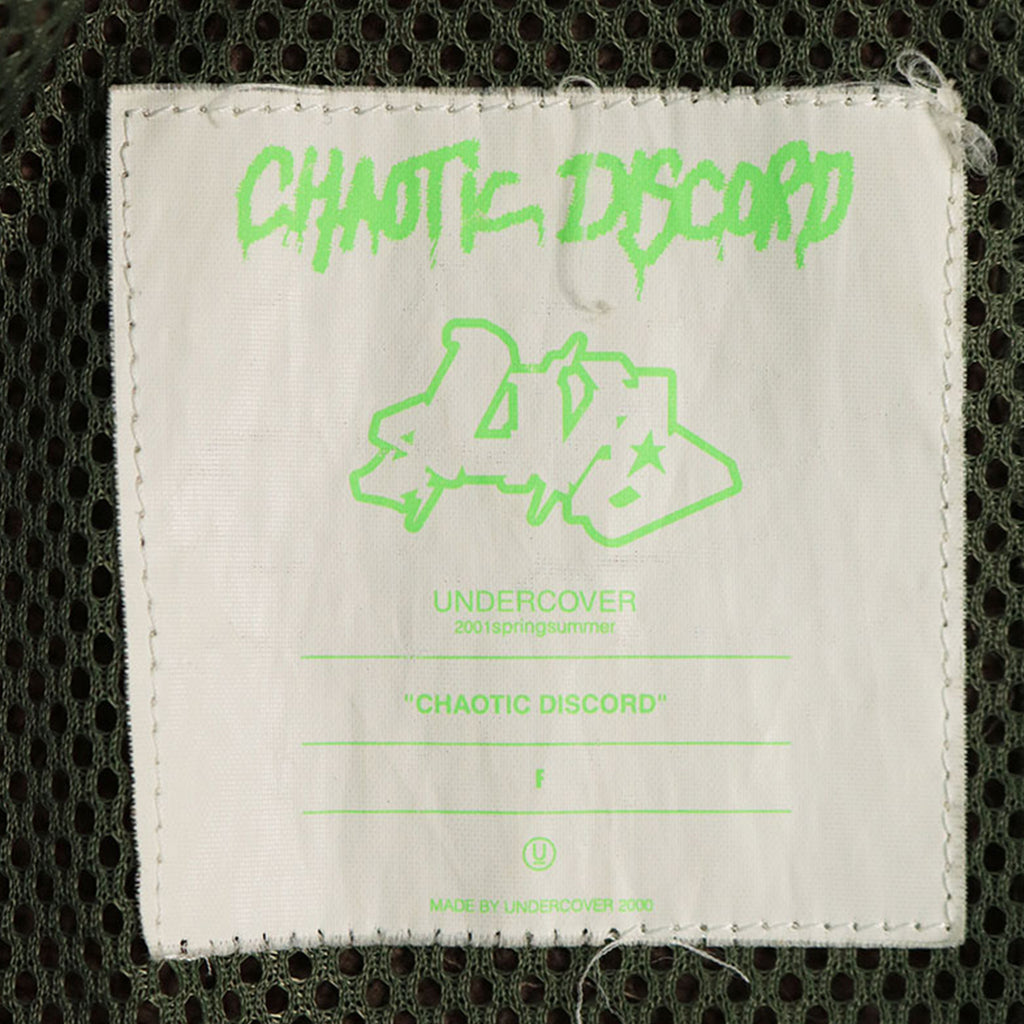 CHAOTIC DISCORD
UNDERCOVER
2001springsummer
"CHAOTIC DISCORD"
F
U
MADE BY UNDERCOVER 2000